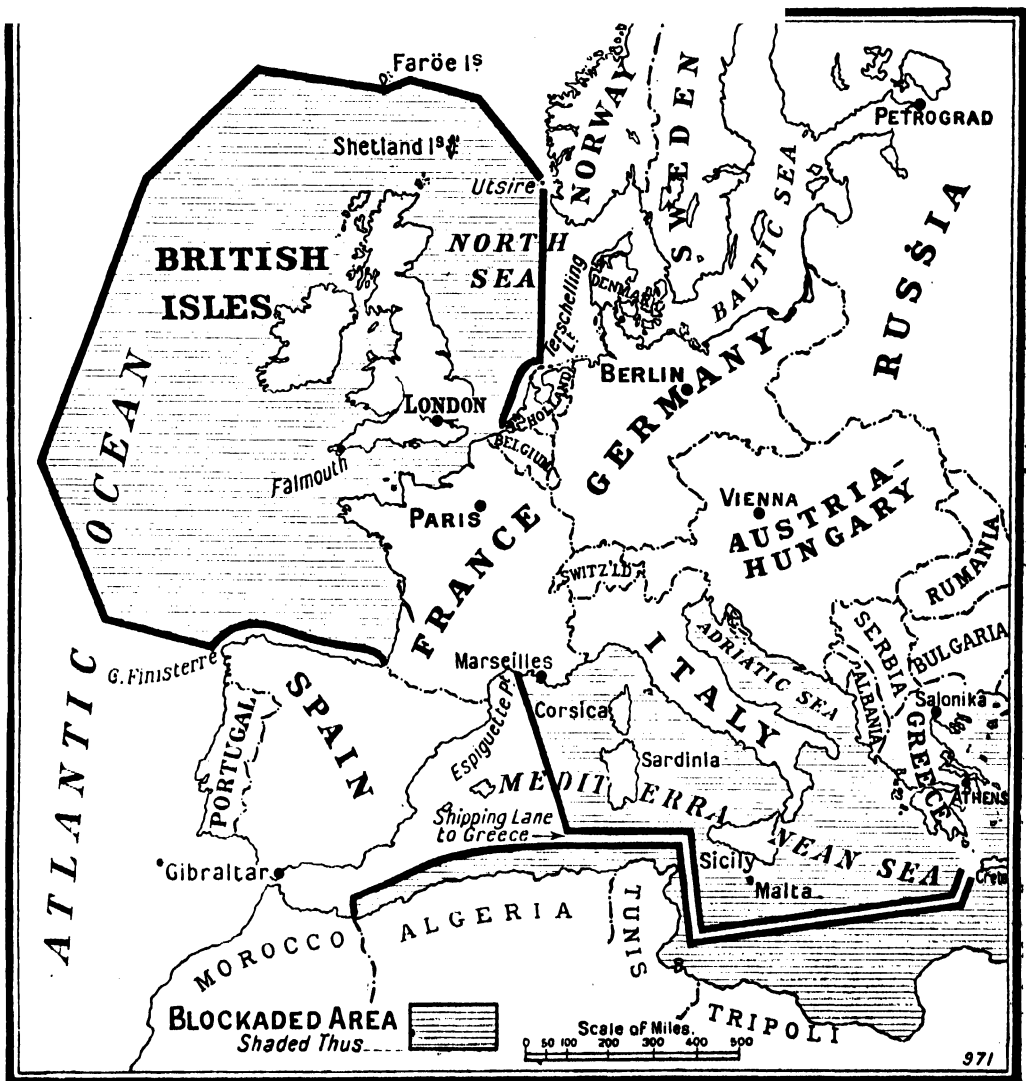 Faröe Is
Shetland Is
Utsire
NORWAY
SWEDEN
PETROGRAD
BALTIC SEA
RUSSIA
NORTH
SEA
BRITISH
ISLES
DENMARK
Terschelling
Lt
HOLLAND
BERLIN
GERMANY
LONDON
BELGIUM
Falmouth
OCEAN
PARIS
FRANCE
VIENNA
AUSTRIA-
HUNGARY
SWITZ'LD
RUMANIA
SERBIA
BULGARIA
ADRIATIC SEA
ITALY
ALBANIA
Salonika
GREECE
ATHENS
G. Finisterre
SPAIN
PORTUGAL
Marseilles
Espiguette Pt
Corsica
Sardinia
MEDITERRANEAN SEA
Shipping Lane
to Greece
Sicily
Malta
Crete
Gibraltar
ATLANTIC
MOROCCO
ALGERIA
TUNIS
TRIPOLI
BLOCKADED AREA
Shaded Thus
Scale of Miles.
0 50 100 200 300 400 500
971